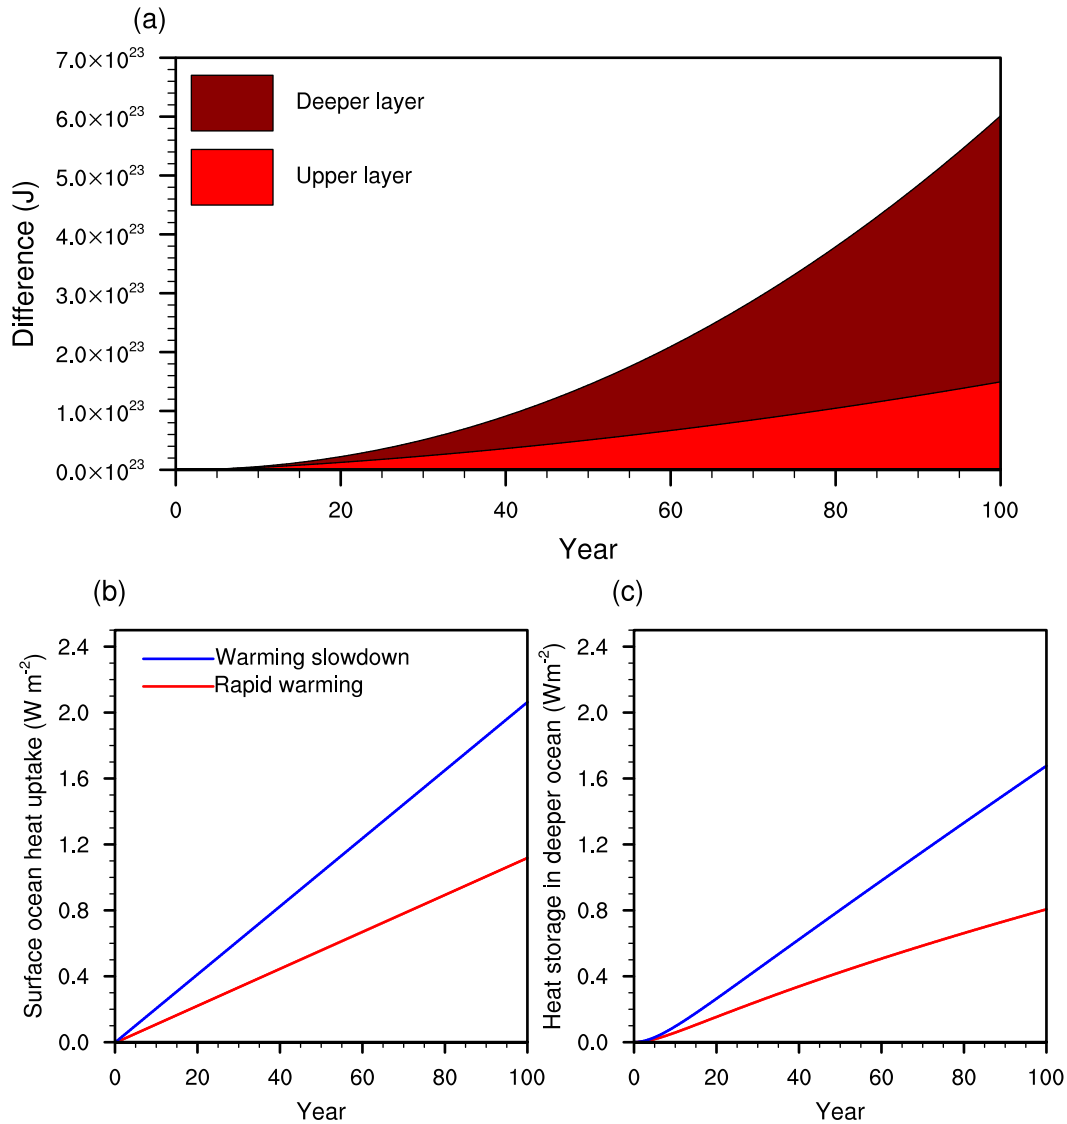 (a)
7.0×10²³
6.0×10²³
5.0×10²³
4.0×10²³
3.0×10²³
2.0×10²³
1.0×10²³
0.0×10²³
Difference (J)
Deeper layer
Upper layer
0 20 40 60 80 100
Year
(b)
2.4
2.0
1.6
1.2
0.8
0.4
0.0
Surface ocean heat uptake (W m⁻²)
Warming slowdown
Rapid warming
0 20 40 60 80 100
Year
(c)
2.4
2.0
1.6
1.2
0.8
0.4
0.0
Heat storage in deeper ocean (Wm⁻²)
0 20 40 60 80 100
Year